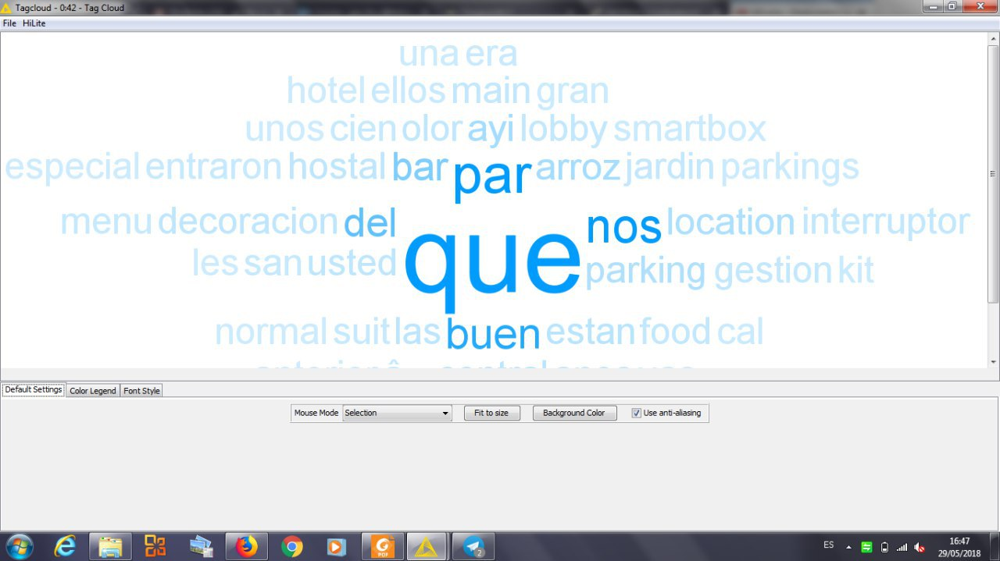 Tagcloud - 0:42 - Tag Cloud
File HiLite
una era
hotel ellos main gran
unos cien olor ayi lobby smartbox
especial entraron hostal bar par arroz jardin parkings
menu decoracion del que nos location interruptor
les san usted parking gestion kit
normal suit las buen estan food cal
Default Settings Color Legend Font Style
Mouse Mode Selection Fit to size Background Color Use anti-aliasing
PDF
2
ES
16:47
29/05/2018